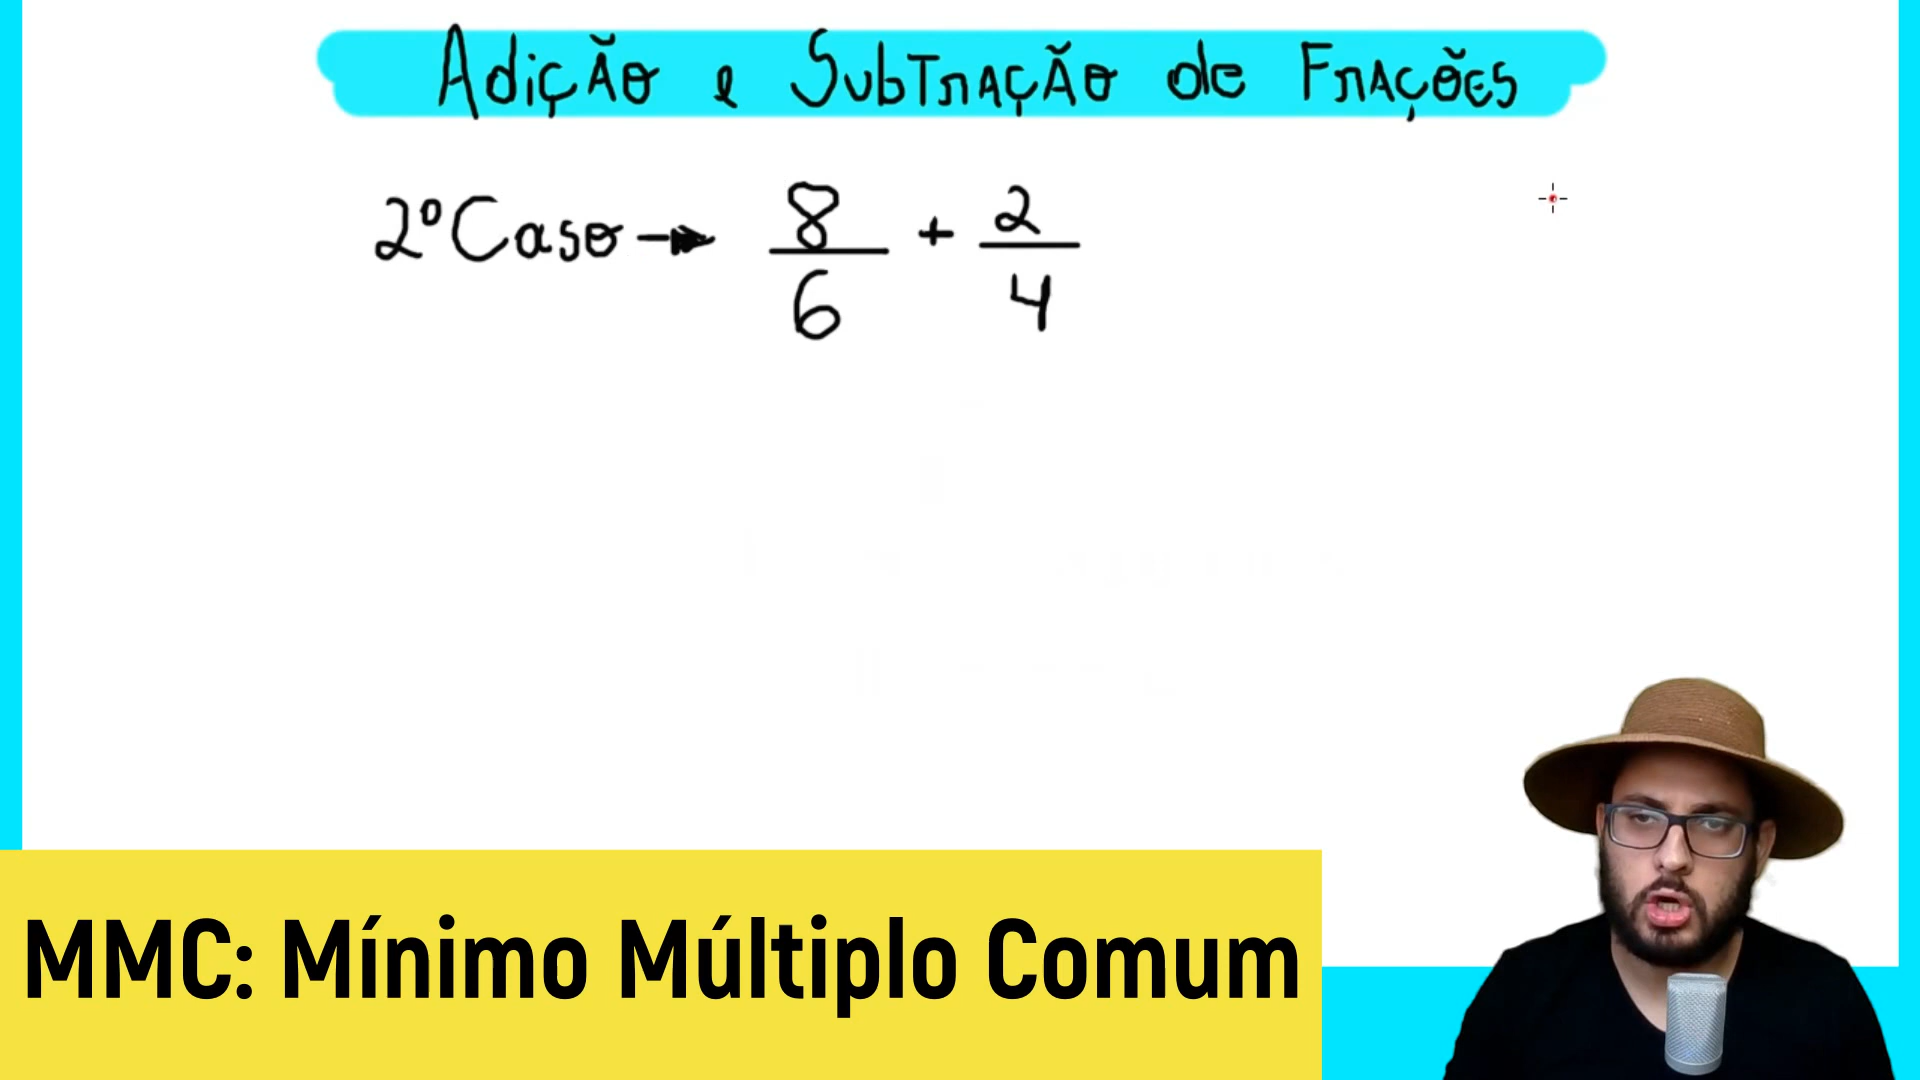 Adição e Subtração de Frações
2º Caso → 8/6 + 2/4
MMC: Mínimo Múltiplo Comum